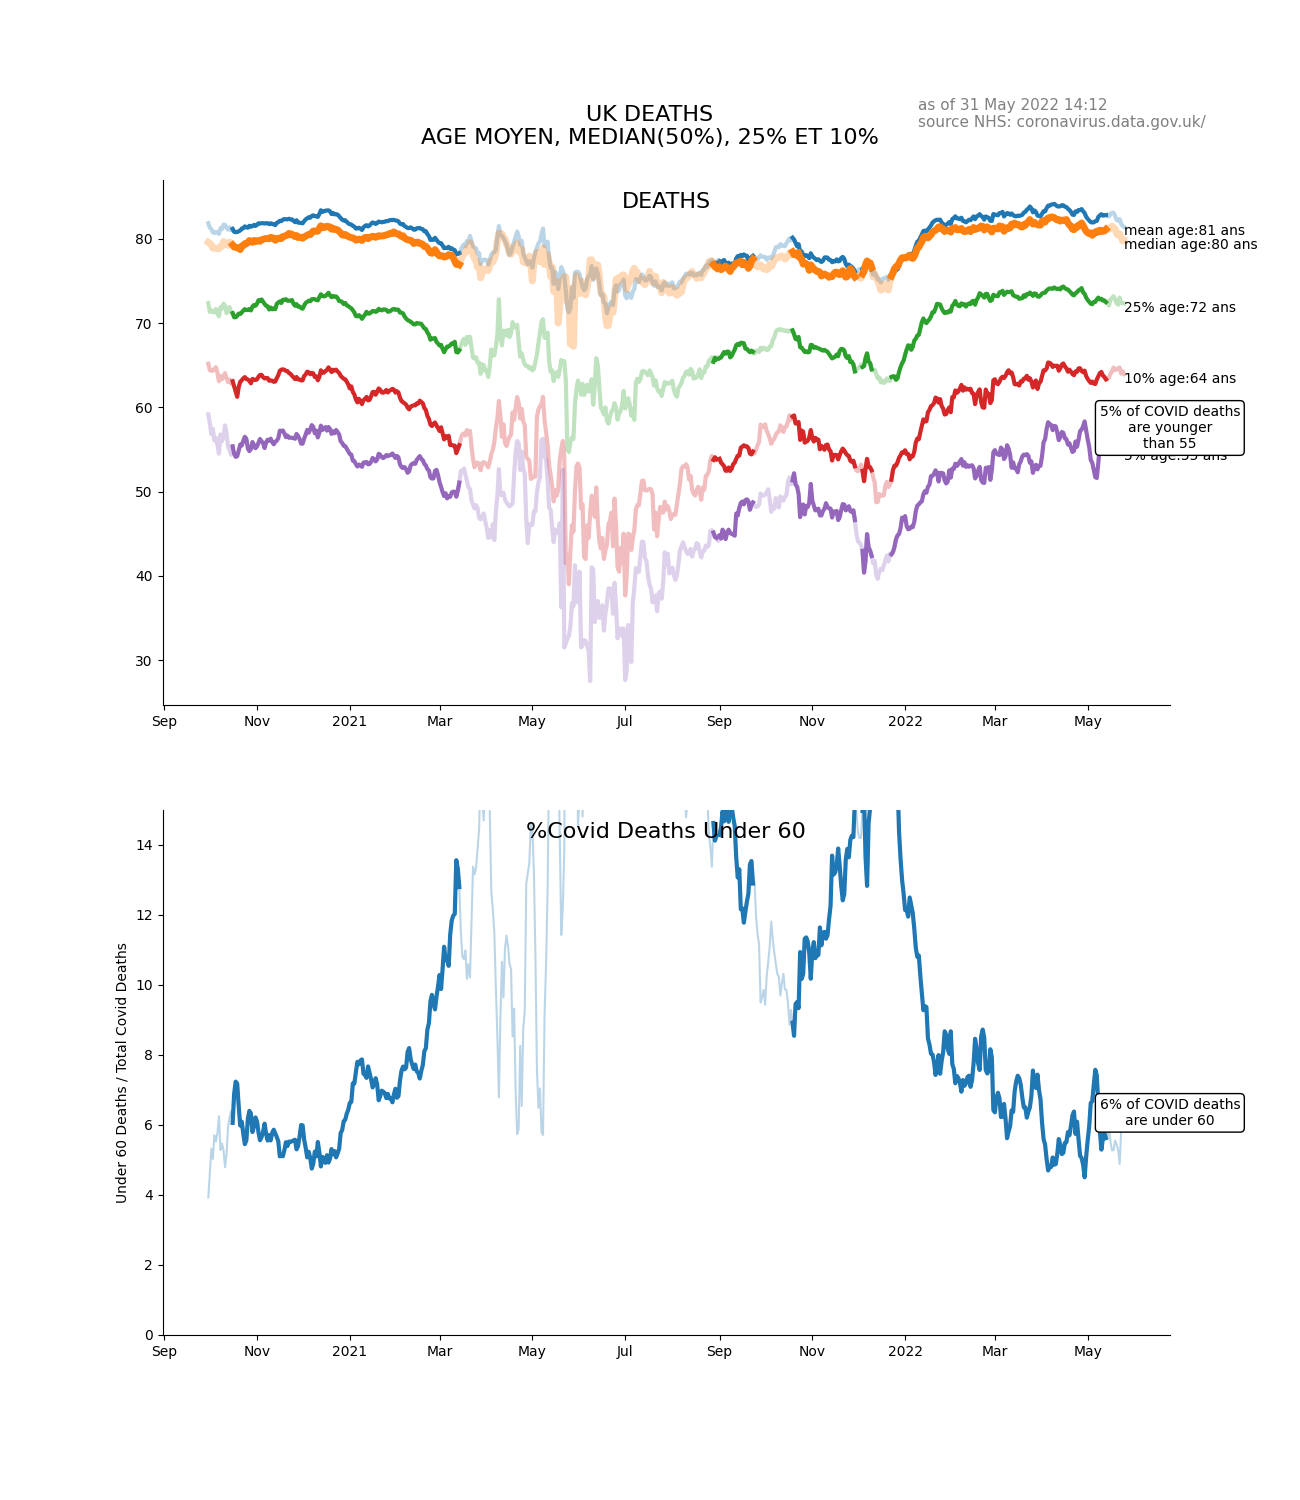 as of 31 May 2022 14:12
source NHS: coronavirus.data.gov.uk/
UK DEATHS
AGE MOYEN, MEDIAN(50%), 25% ET 10%
DEATHS
80
70
60
50
40
30
mean age:81 ans
median age:80 ans
25% age:72 ans
10% age:64 ans
5% of COVID deaths
are younger
than 55
5% age:55 ans
Sep Nov 2021 Mar May Jul Sep Nov 2022 Mar May
%Covid Deaths Under 60
Under 60 Deaths / Total Covid Deaths
14
12
10
8
6
4
2
0
6% of COVID deaths
are under 60
Sep Nov 2021 Mar May Jul Sep Nov 2022 Mar May